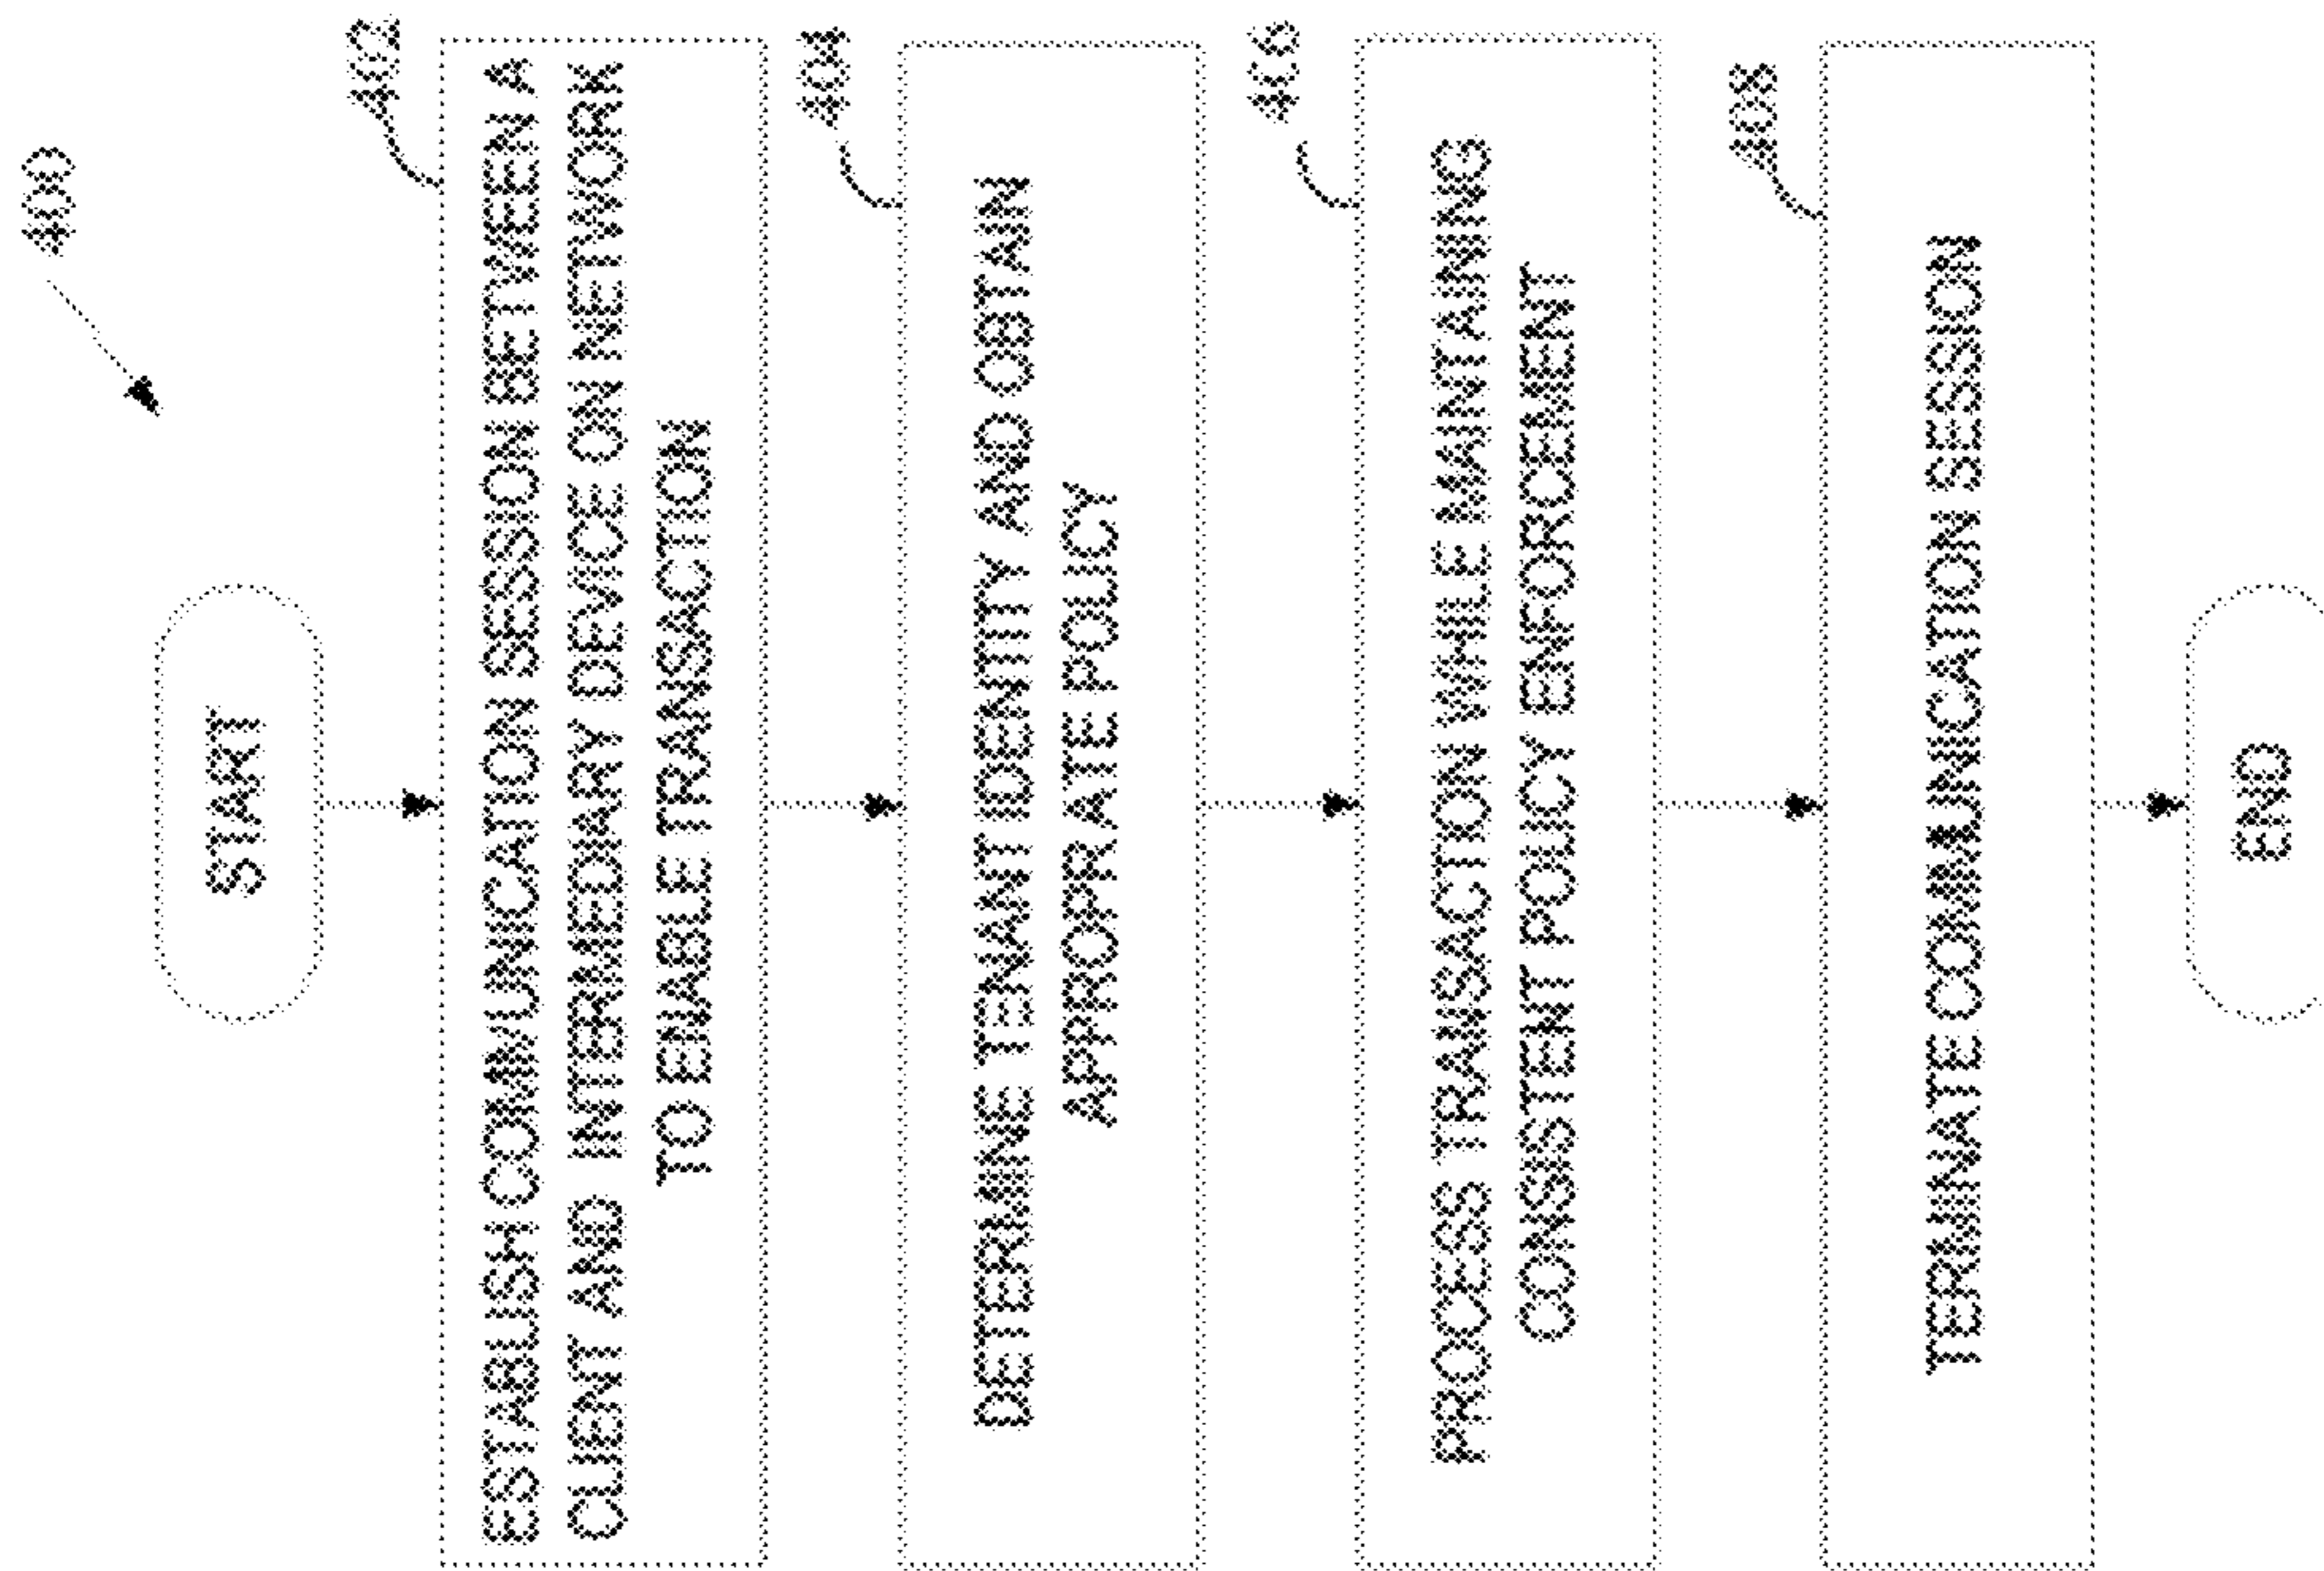 400
START
402
ESTABLISH COMMUNICATION SESSION BETWEEN A
CLIENT AND INTERMEDIARY DEVICE ON NETWORK
TO ENABLE TRANSACTION
404
DETERMINE TENANT IDENTITY AND OBTAIN
APPROPRIATE POLICY
406
PROCESS TRANSACTION WHILE MAINTAINING
CONSISTENT POLICY ENFORCEMENT
408
TERMINATE COMMUNICATION SESSION
END